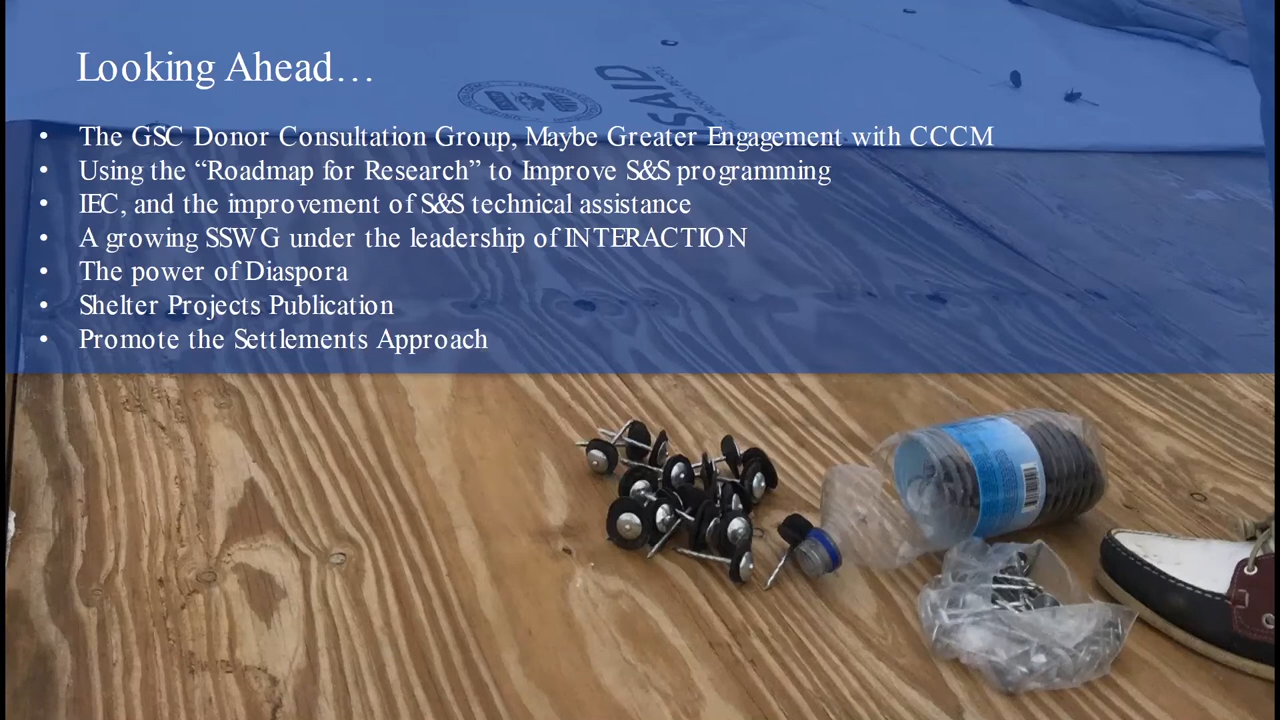 Looking Ahead…
• The GSC Donor Consultation Group, Maybe Greater Engagement with CCCM
• Using the “Roadmap for Research” to Improve S&S programming
• IEC, and the improvement of S&S technical assistance
• A growing SSWG under the leadership of INTERACTION
• The power of Diaspora
• Shelter Projects Publication
• Promote the Settlements Approach